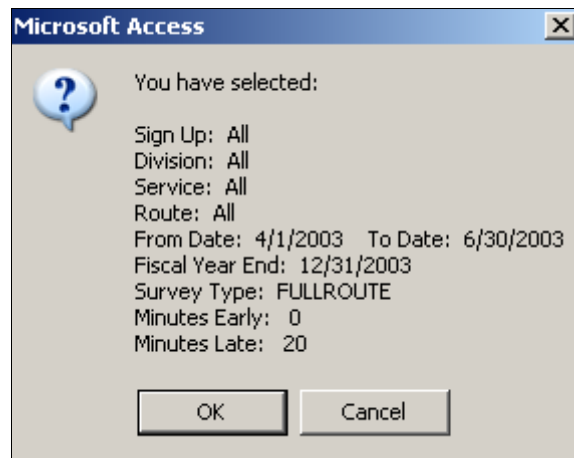 Microsoft Access
You have selected:
Sign Up: All
Division: All
Service: All
Route: All
From Date: 4/1/2003 To Date: 6/30/2003
Fiscal Year End: 12/31/2003
Survey Type: FULLROUTE
Minutes Early: 0
Minutes Late: 20
OK Cancel